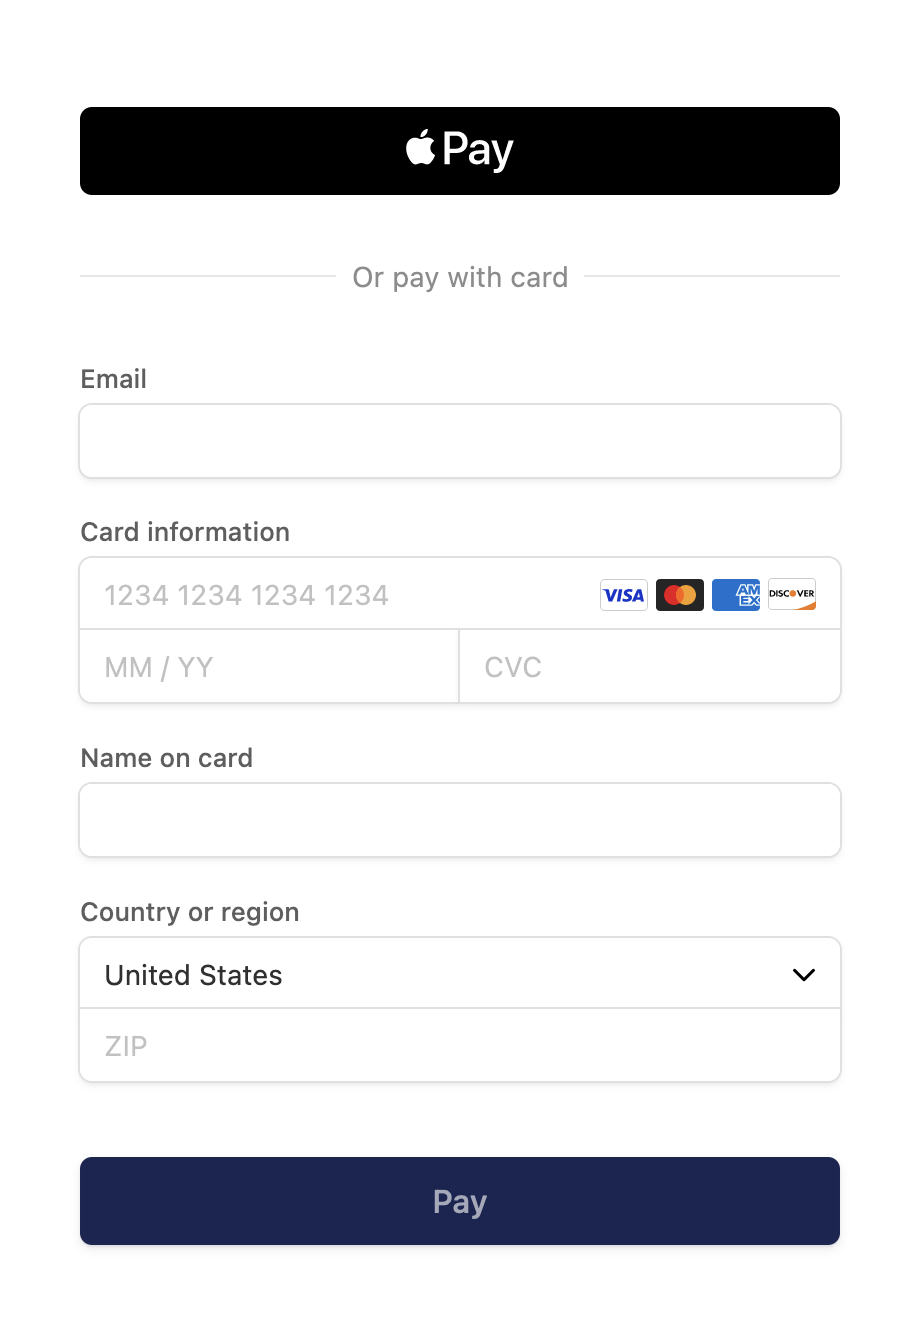 Pay
Or pay with card
Email
Card information
1234 1234 1234 1234 VISA AM EX DISCOVER
MM / YY CVC
Name on card
Country or region
United States
ZIP
Pay